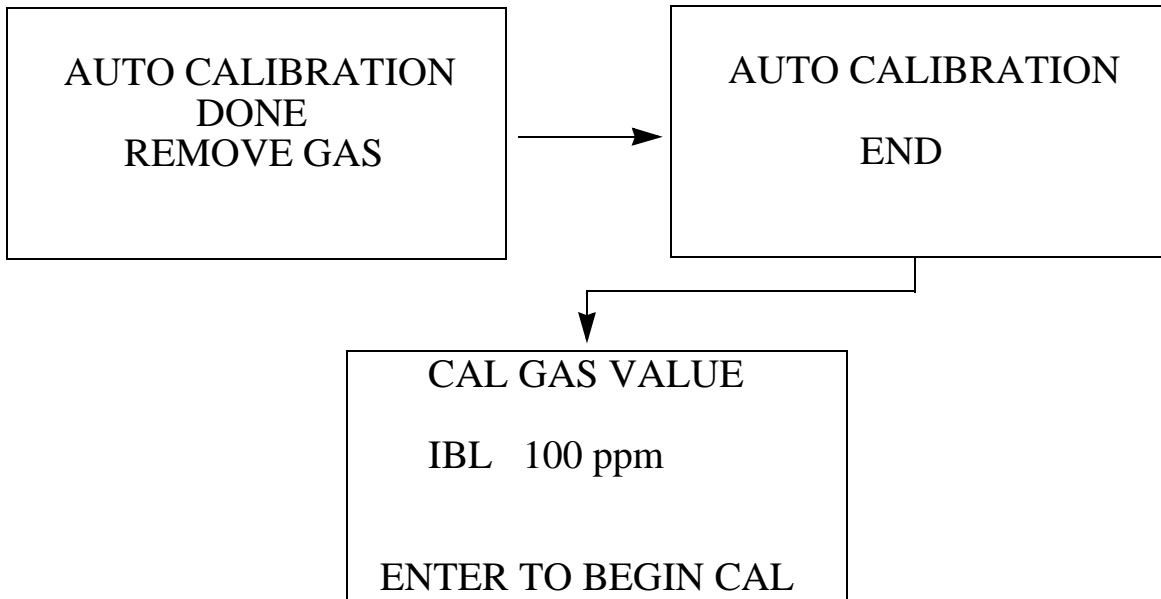 AUTO CALIBRATION
DONE
REMOVE GAS
AUTO CALIBRATION
END
CAL GAS VALUE
IBL 100 ppm
ENTER TO BEGIN CAL